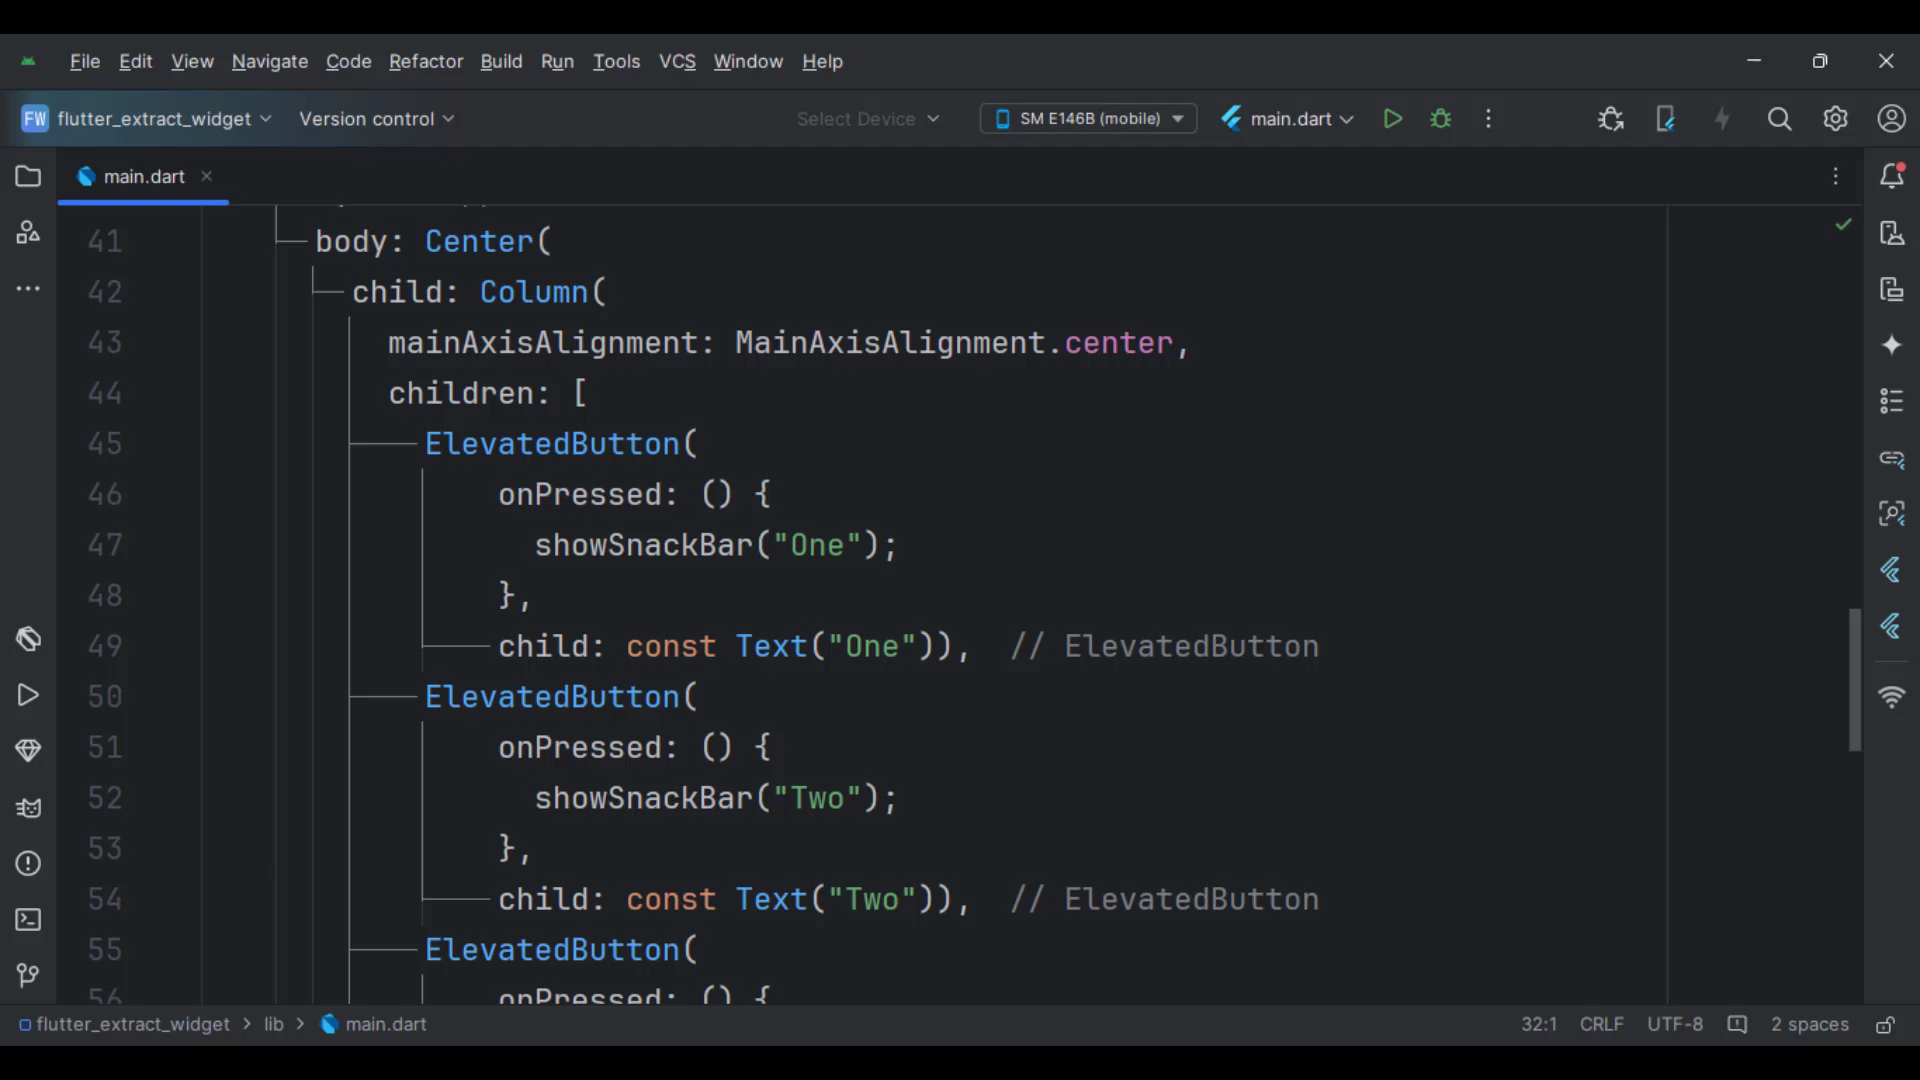 File Edit View Navigate Code Refactor Build Run Tools VCS Window Help
FW flutter_extract_widget Version control Select Device SM E146B (mobile) main.dart
main.dart
41 body: Center(
42 child: Column(
43 mainAxisAlignment: MainAxisAlignment.center,
44 children: [
45 ElevatedButton(
46 onPressed: () {
47 showSnackBar("One");
48 },
49 child: const Text("One")), // ElevatedButton
50 ElevatedButton(
51 onPressed: () {
52 showSnackBar("Two");
53 },
54 child: const Text("Two")), // ElevatedButton
55 ElevatedButton(
56 onPressed: () {
flutter_extract_widget > lib > main.dart 32:1 CRLF UTF-8 2 spaces